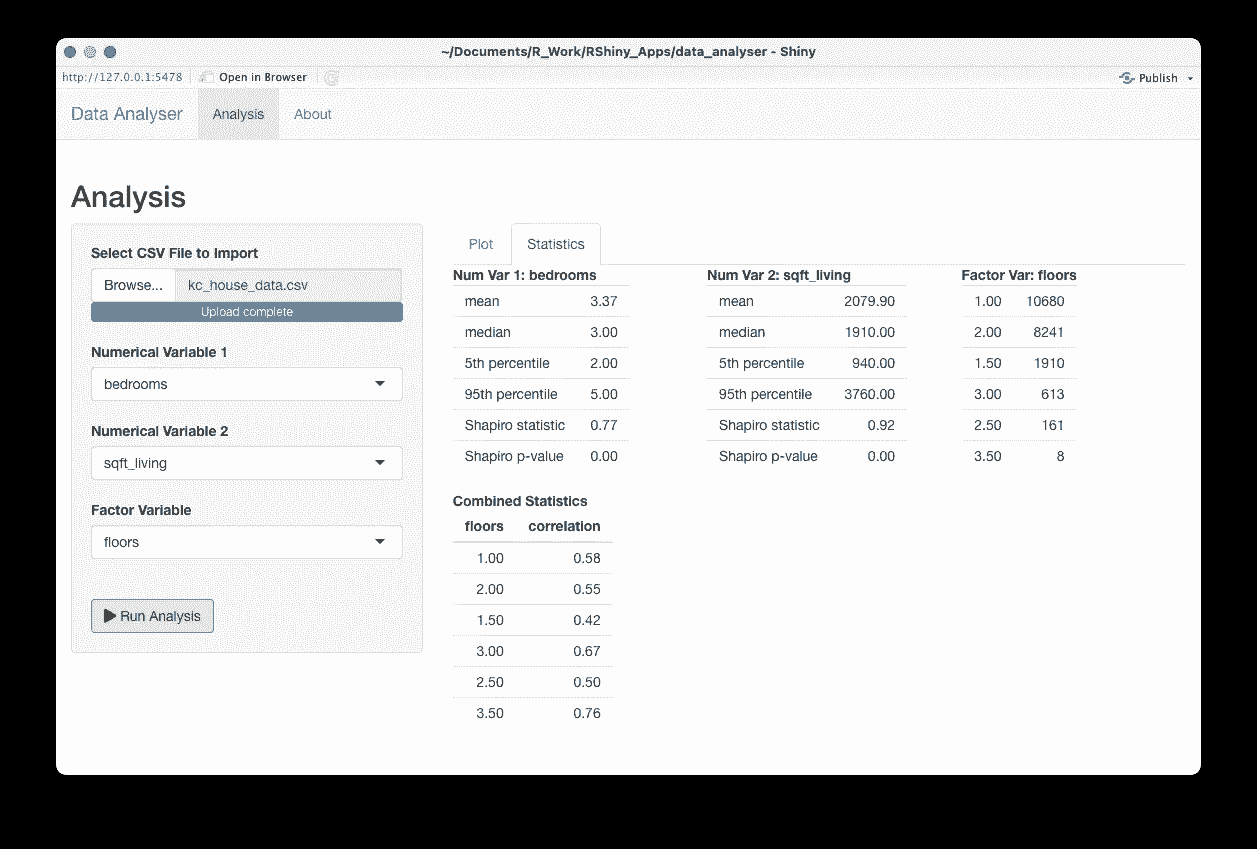 ~/Documents/R_Work/RShiny_Apps/data_analyser - Shiny
http://127.0.0.1:5478 Open in Browser Publish
Data Analyser Analysis About
Analysis
Select CSV File to Import
Browse... kc_house_data.csv
Upload complete
Numerical Variable 1
bedrooms
Numerical Variable 2
sqft_living
Factor Variable
floors
Run Analysis
Plot Statistics
Num Var 1: bedrooms
mean 3.37
median 3.00
5th percentile 2.00
95th percentile 5.00
Shapiro statistic 0.77
Shapiro p-value 0.00
Num Var 2: sqft_living
mean 2079.90
median 1910.00
5th percentile 940.00
95th percentile 3760.00
Shapiro statistic 0.92
Shapiro p-value 0.00
Factor Var: floors
1.00 10680
2.00 8241
1.50 1910
3.00 613
2.50 161
3.50 8
Combined Statistics
floors correlation
1.00 0.58
2.00 0.55
1.50 0.42
3.00 0.67
2.50 0.50
3.50 0.76